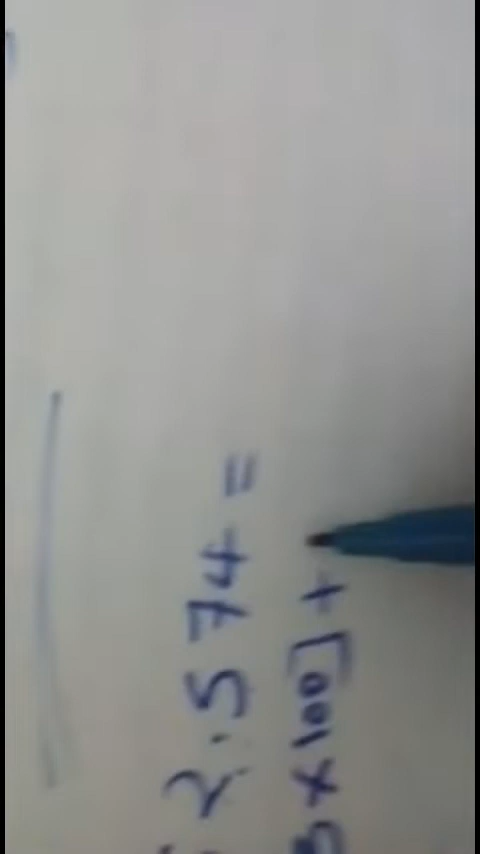 2.574 =
3 x 100] +